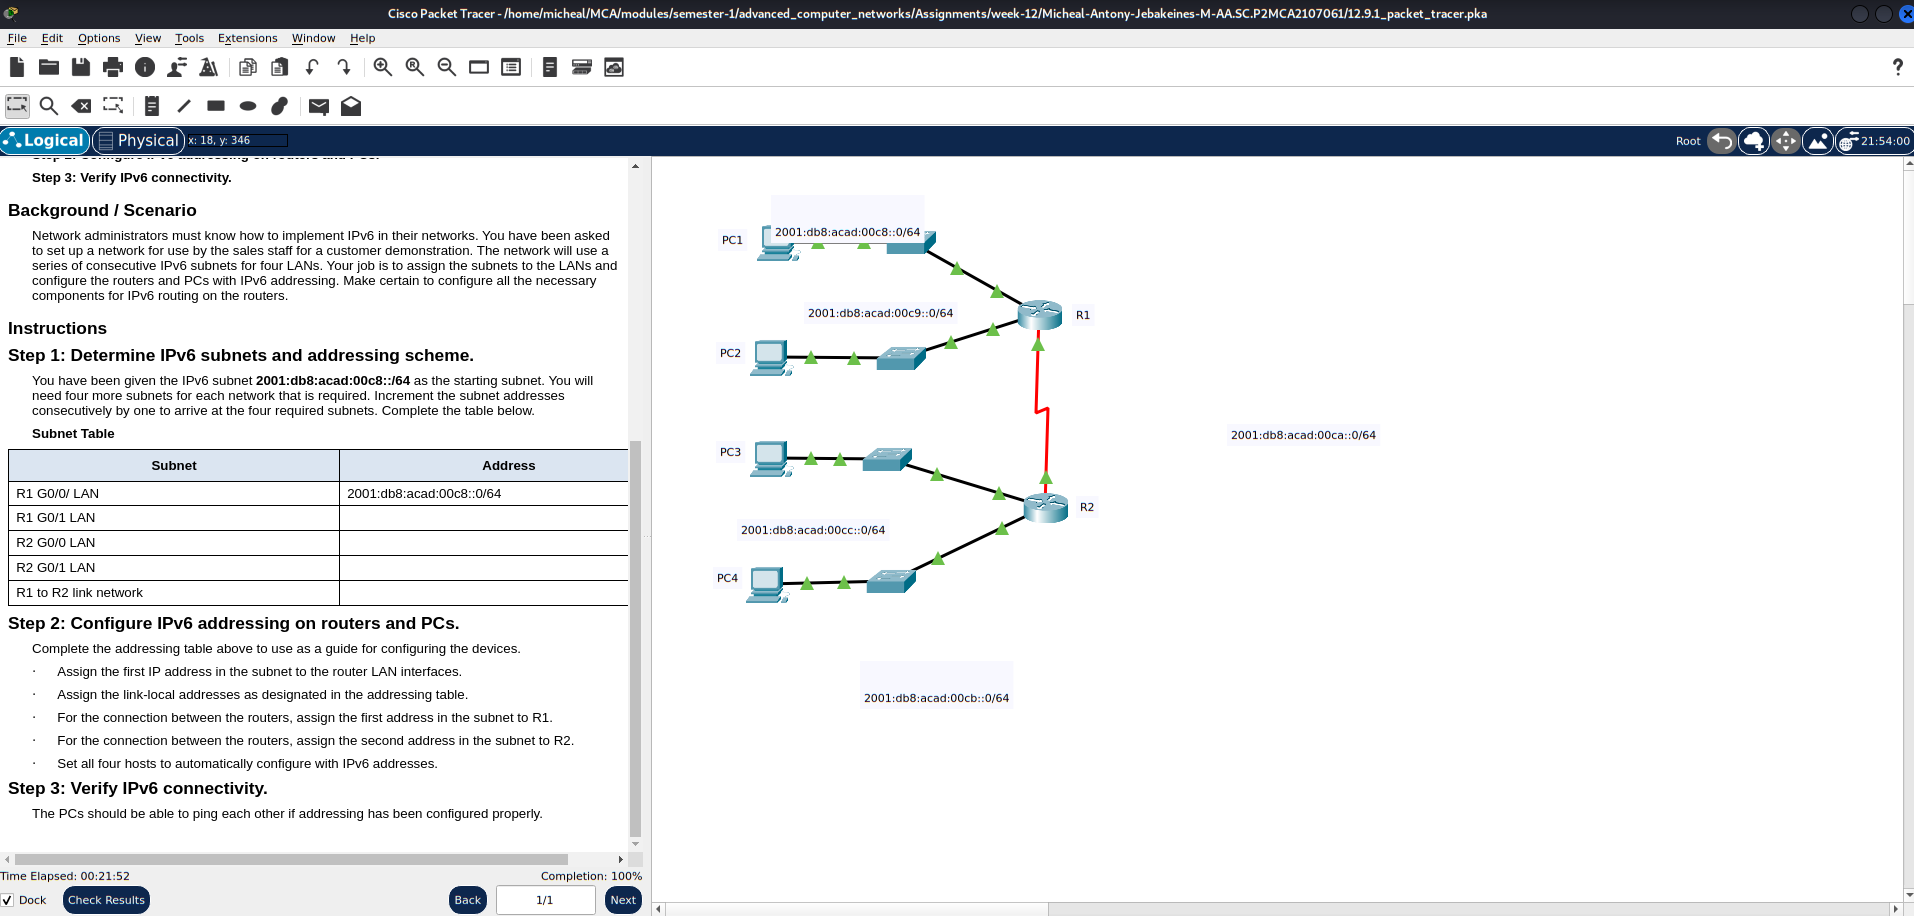 Cisco Packet Tracer - /home/micheal/MCA/modules/semester-1/advanced_computer_networks/Assignments/week-12/Micheal-Antony-Jebakeines-M-AA.SC.P2MCA2107061/12.9.1_packet_tracer.pka
File Edit Options View Tools Extensions Window Help
Logical Physical x: 18, y: 346 Root 21:54:00
Step 2: Configure IPv6 addressing on routers and PCs.
Step 3: Verify IPv6 connectivity.
Background / Scenario
Network administrators must know how to implement IPv6 in their networks. You have been asked
to set up a network for use by the sales staff for a customer demonstration. The network will use a
series of consecutive IPv6 subnets for four LANs. Your job is to assign the subnets to the LANs and
configure the routers and PCs with IPv6 addressing. Make certain to configure all the necessary
components for IPv6 routing on the routers.
Instructions
Step 1: Determine IPv6 subnets and addressing scheme.
You have been given the IPv6 subnet 2001:db8:acad:00c8::/64 as the starting subnet. You will
need four more subnets for each network that is required. Increment the subnet addresses
consecutively by one to arrive at the four required subnets. Complete the table below.
Subnet Table
Subnet Address
R1 G0/0/ LAN 2001:db8:acad:00c8::0/64
R1 G0/1 LAN
R2 G0/0 LAN
R2 G0/1 LAN
R1 to R2 link network
Step 2: Configure IPv6 addressing on routers and PCs.
Complete the addressing table above to use as a guide for configuring the devices.
· Assign the first IP address in the subnet to the router LAN interfaces.
· Assign the link-local addresses as designated in the addressing table.
· For the connection between the routers, assign the first address in the subnet to R1.
· For the connection between the routers, assign the second address in the subnet to R2.
· Set all four hosts to automatically configure with IPv6 addresses.
Step 3: Verify IPv6 connectivity.
The PCs should be able to ping each other if addressing has been configured properly.
Time Elapsed: 00:21:52 Completion: 100%
Dock Check Results Back 1/1 Next
2001:db8:acad:00c8::0/64
PC1
2001:db8:acad:00c9::0/64
R1
PC2
2001:db8:acad:00ca::0/64
PC3
R2
2001:db8:acad:00cc::0/64
PC4
2001:db8:acad:00cb::0/64